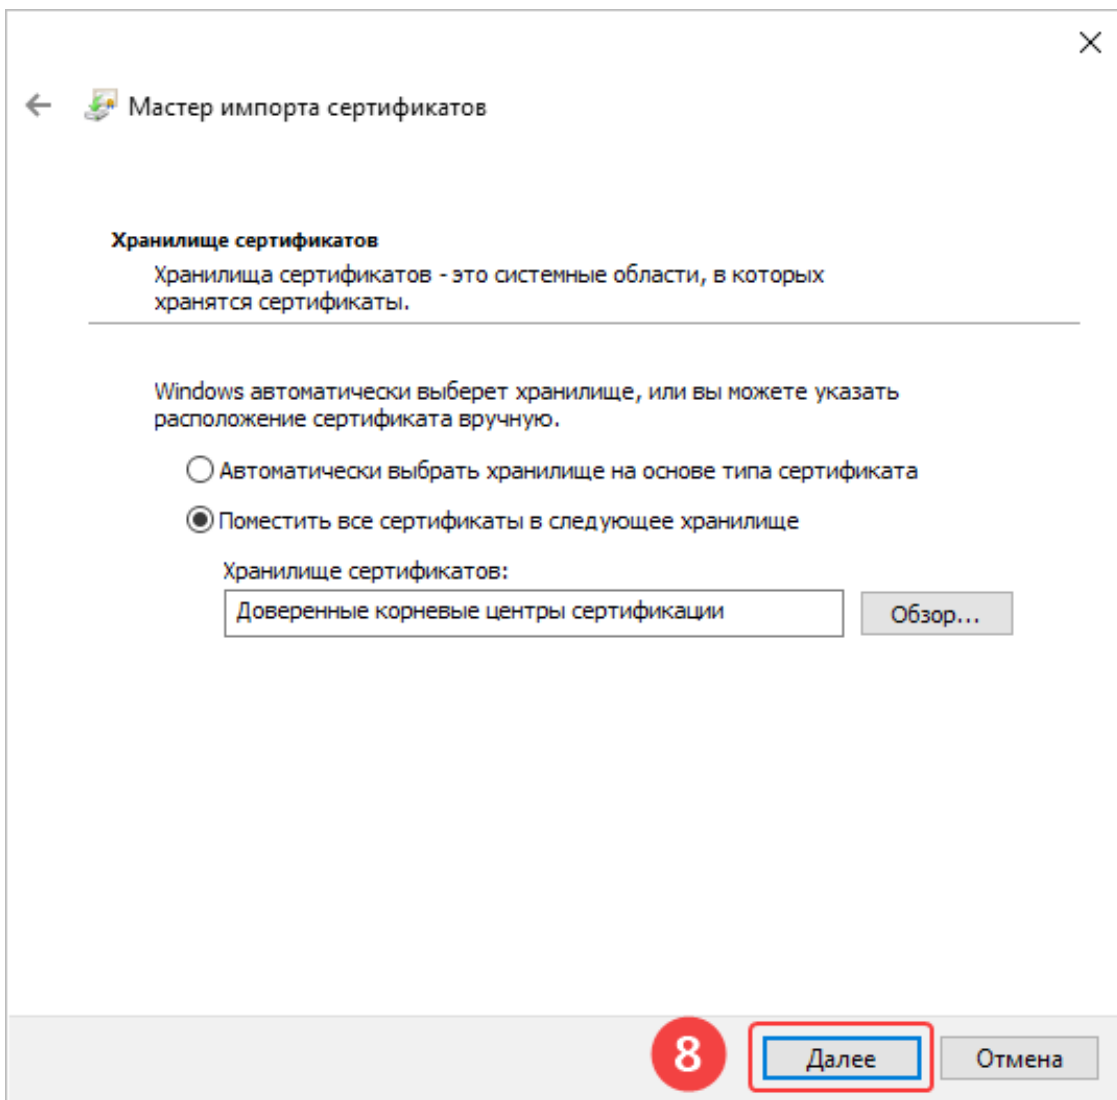 Мастер импорта сертификатов
Хранилище сертификатов
Хранилища сертификатов - это системные области, в которых
хранятся сертификаты.
Windows автоматически выберет хранилище, или вы можете указать
расположение сертификата вручную.
Автоматически выбрать хранилище на основе типа сертификата
Поместить все сертификаты в следующее хранилище
Хранилище сертификатов:
Доверенные корневые центры сертификации
Обзор...
8
Далее
Отмена